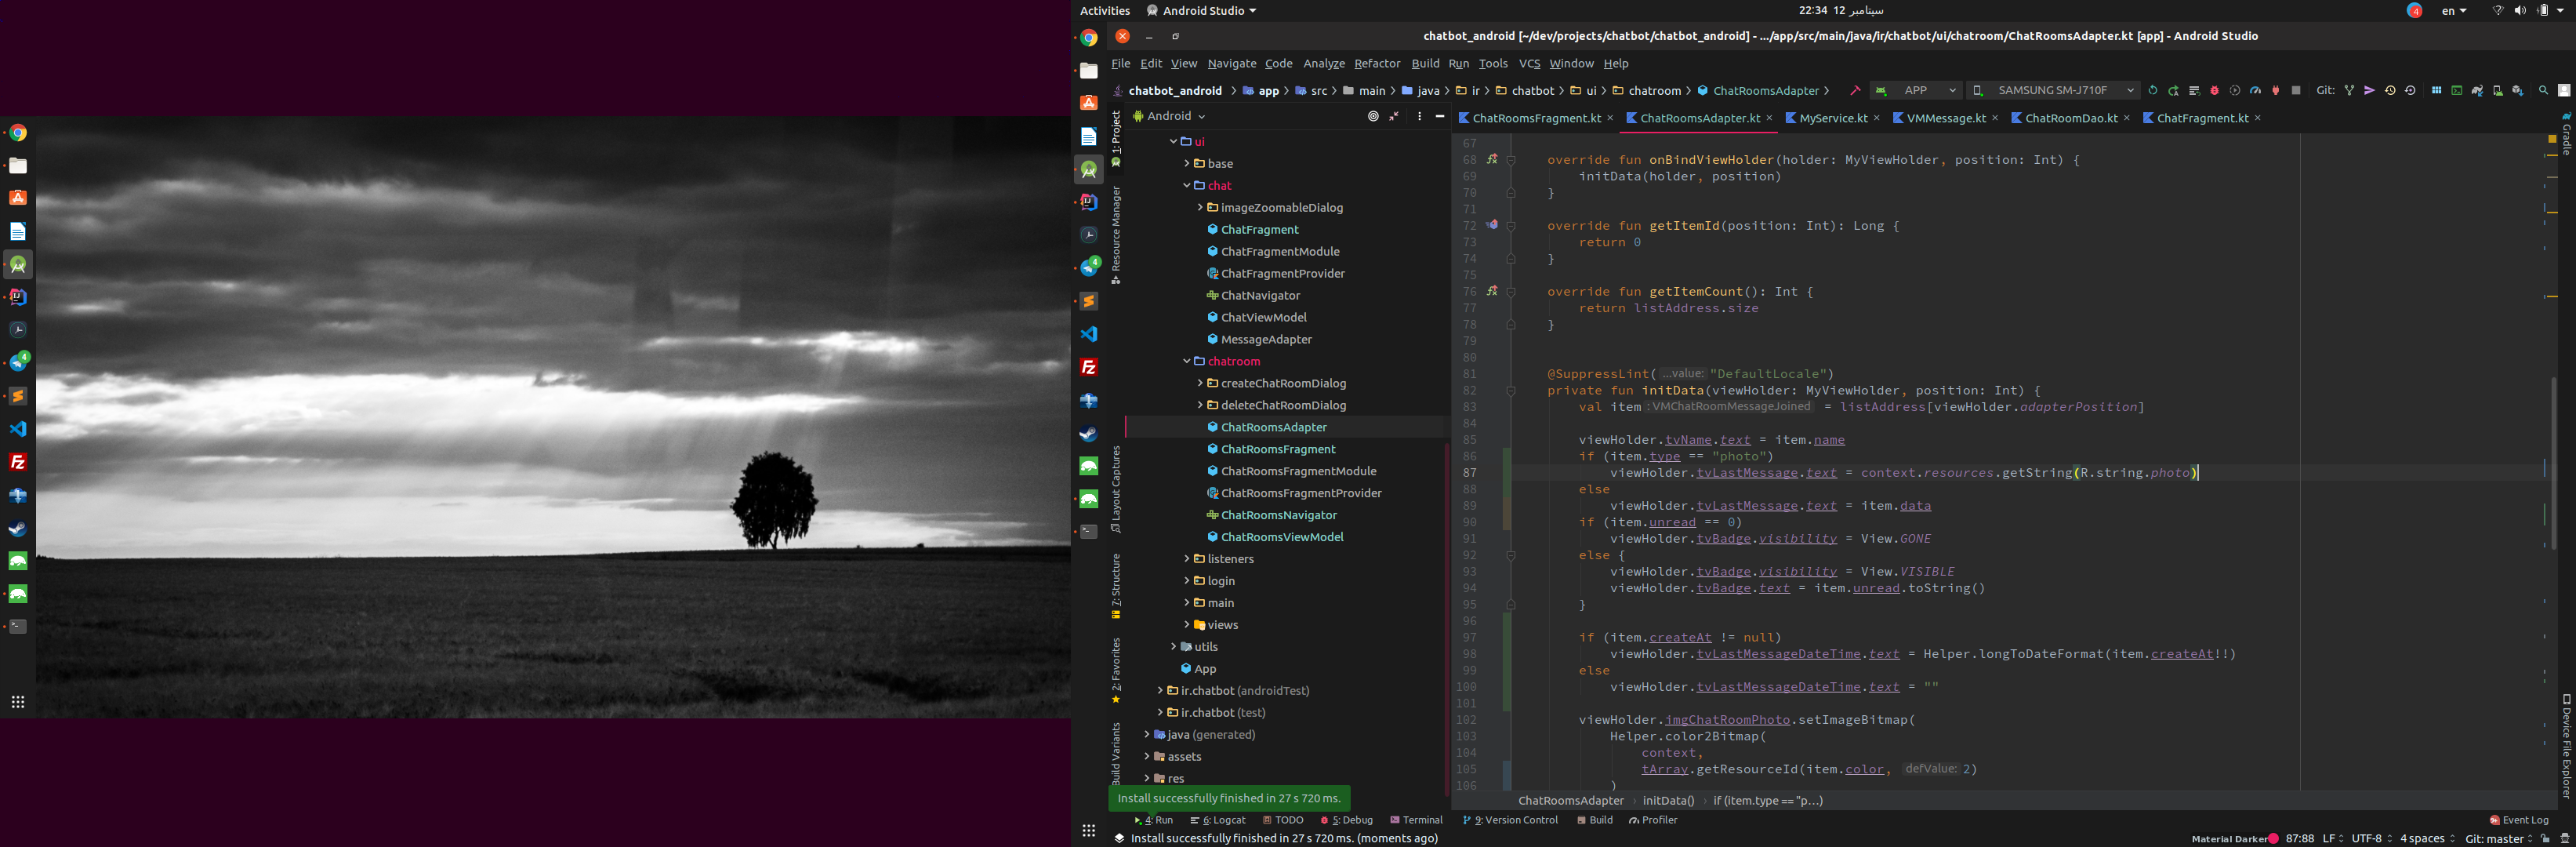 4
Activities
Android Studio
22:34 12 سپتامبر
4
en
chatbot_android [~/dev/projects/chatbot/chatbot_android] - .../app/src/main/java/ir/chatbot/ui/chatroom/ChatRoomsAdapter.kt [app] - Android Studio
File Edit View Navigate Code Analyze Refactor Build Run Tools VCS Window Help
chatbot_android app src main java ir chatbot ui chatroom ChatRoomsAdapter
APP
SAMSUNG SM-J710F
Git:
1: Project
Resource Manager
Layout Captures
7: Structure
2: Favorites
Build Variants
Android
ui
base
chat
imageZoomableDialog
ChatFragment
ChatFragmentModule
ChatFragmentProvider
ChatNavigator
ChatViewModel
MessageAdapter
chatroom
createChatRoomDialog
deleteChatRoomDialog
ChatRoomsAdapter
ChatRoomsFragment
ChatRoomsFragmentModule
ChatRoomsFragmentProvider
ChatRoomsNavigator
ChatRoomsViewModel
listeners
login
main
views
utils
App
ir.chatbot (androidTest)
ir.chatbot (test)
java (generated)
assets
res
Install successfully finished in 27 s 720 ms.
ChatRoomsFragment.kt ChatRoomsAdapter.kt MyService.kt VMMessage.kt ChatRoomDao.kt ChatFragment.kt
67
68 override fun onBindViewHolder(holder: MyViewHolder, position: Int) {
69 initData(holder, position)
70 }
71
72 override fun getItemId(position: Int): Long {
73 return 0
74 }
75
76 override fun getItemCount(): Int {
77 return listAddress.size
78 }
79
80
81 @SuppressLint( ...value: "DefaultLocale")
82 private fun initData(viewHolder: MyViewHolder, position: Int) {
83 val item : VMChatRoomMessageJoined = listAddress[viewHolder.adapterPosition]
84
85 viewHolder.tvName.text = item.name
86 if (item.type == "photo")
87 viewHolder.tvLastMessage.text = context.resources.getString(R.string.photo)
88 else
89 viewHolder.tvLastMessage.text = item.data
90 if (item.unread == 0)
91 viewHolder.tvBadge.visibility = View.GONE
92 else {
93 viewHolder.tvBadge.visibility = View.VISIBLE
94 viewHolder.tvBadge.text = item.unread.toString()
95 }
96
97 if (item.createAt != null)
98 viewHolder.tvLastMessageDateTime.text = Helper.longToDateFormat(item.createAt!!)
99 else
100 viewHolder.tvLastMessageDateTime.text = ""
101
102 viewHolder.imgChatRoomPhoto.setImageBitmap(
103 Helper.color2Bitmap(
104 context,
105 tArray.getResourceId(item.color, defValue: 2)
106 )
ChatRoomsAdapter initData() if (item.type == "p...)
Gradle
Device File Explorer
4: Run 6: Logcat TODO 5: Debug Terminal 9: Version Control Build Profiler
Event Log
Install successfully finished in 27 s 720 ms. (moments ago)
Material Darker 87:88 LF UTF-8 4 spaces Git: master